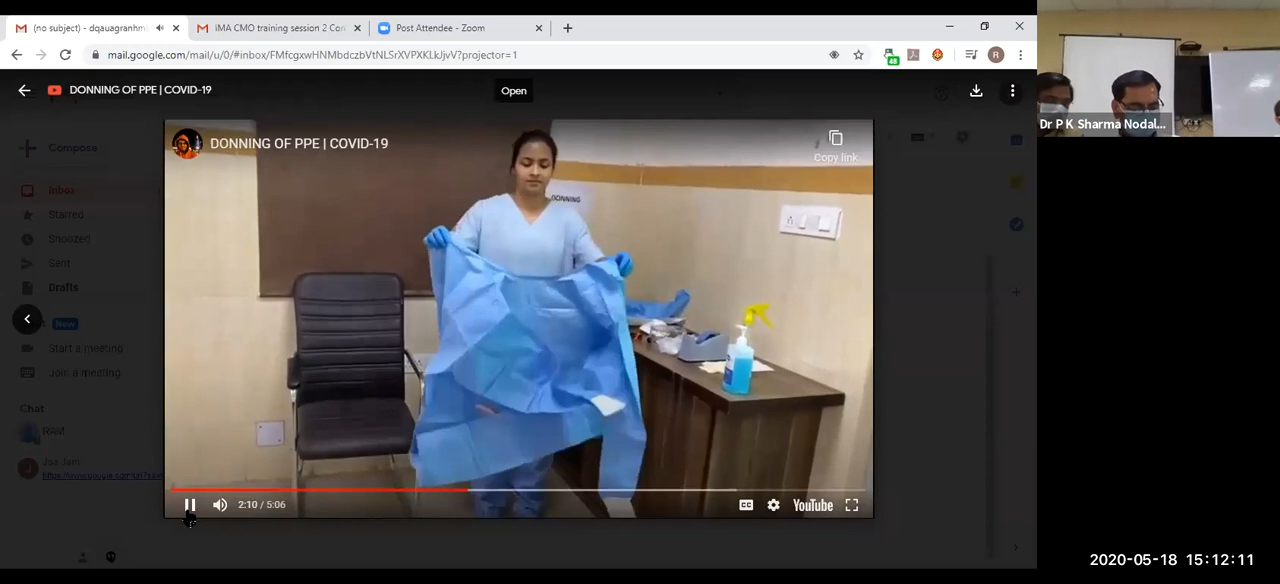 (no subject) - dqauagranhm
IMA CMO training session 2 Cor
Post Attendee - Zoom
mail.google.com/mail/u/0/#inbox/FMfcgxwHNMbdczbVtNLSrXVPXKLkJjvV?projector=1
48
R
DONNING OF PPE | COVID-19
Open
DONNING OF PPE | COVID-19
Copy link
DONNING
Compose
Inbox
Starred
Snoozed
Sent
Drafts
New
Start a meeting
Join a meeting
Chat
RAM
J
2:10 / 5:06
CC
YouTube
Dr P K Sharma Nodal...
2020-05-18 15:12:11